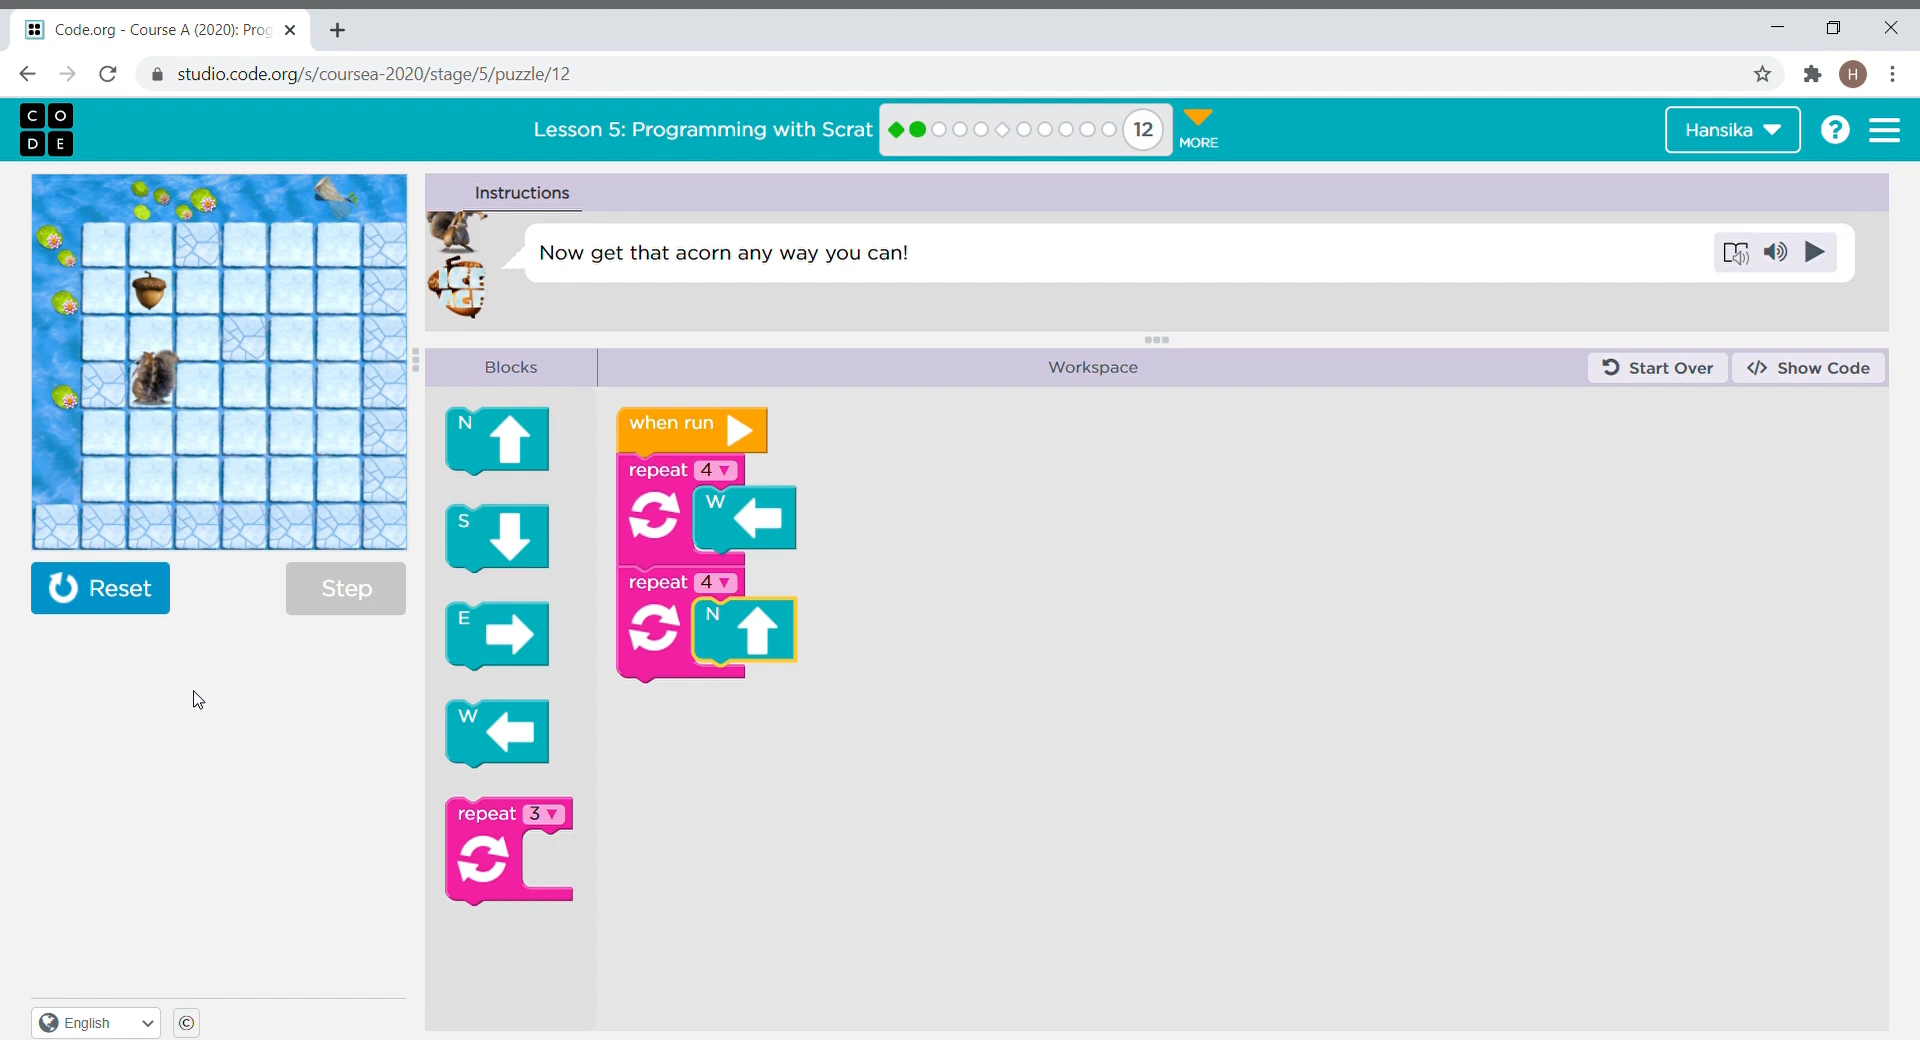 Code.org - Course A (2020): Prog
studio.code.org/s/coursea-2020/stage/5/puzzle/12
H
C O
D E
Lesson 5: Programming with Scrat
12
MORE
Hansika
?
Instructions
ICE
AGE
Now get that acorn any way you can!
Blocks
Workspace
Start Over
</> Show Code
N
S
E
W
repeat 3
when run
repeat 4
W
repeat 4
N
Reset
Step
English
©